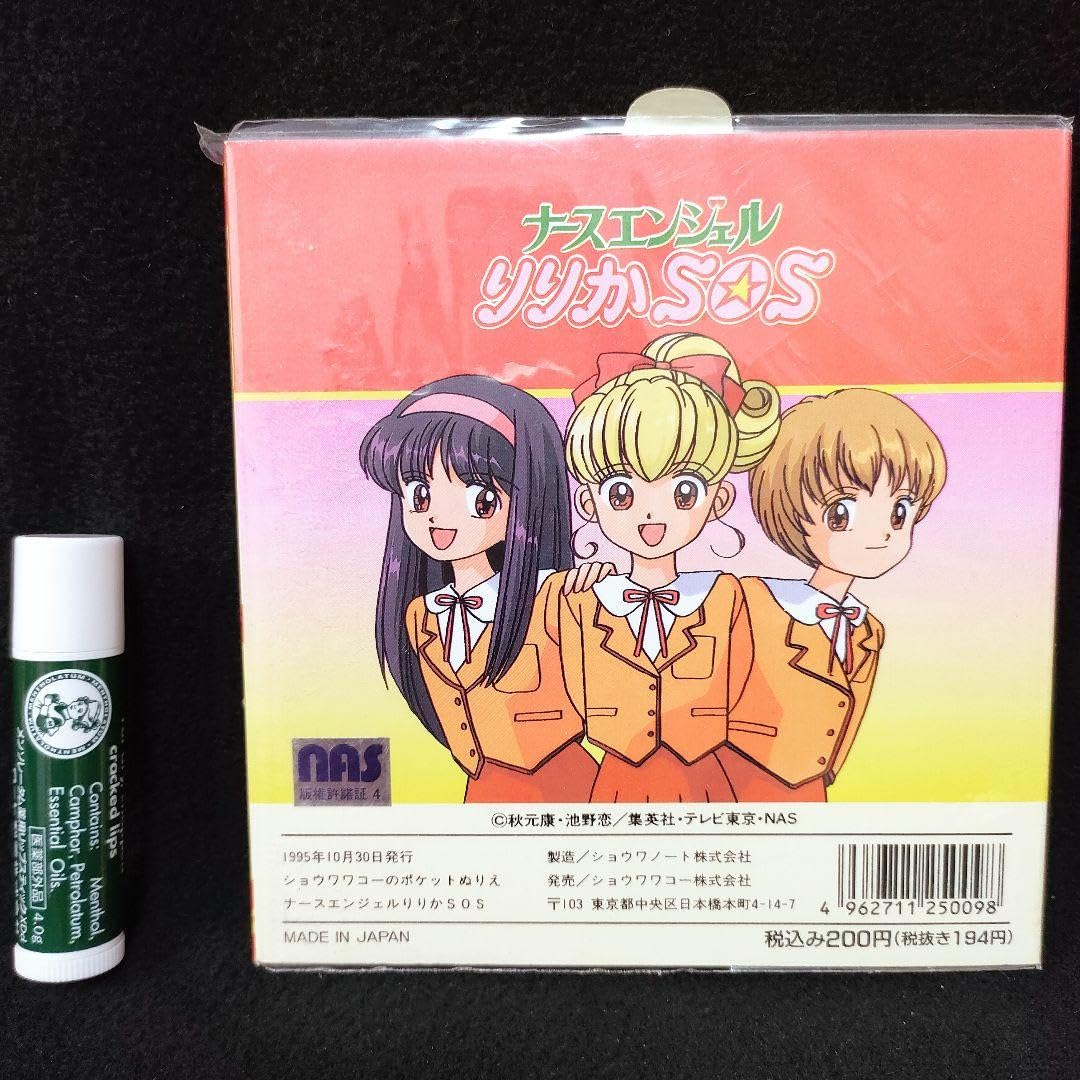 ナースエンジェル
りりかSOS
nas
版権許諾証 4
©秋元康・池野恋／集英社・テレビ東京・NAS
1995年10月30日発行
ショウワワコーのポケットぬりえ
ナースエンジェルりりかSOS
製造／ショウワノート株式会社
発売／ショウワワコー株式会社
〒103 東京都中央区日本橋本町4-14-7
4 962711 250098
MADE IN JAPAN
税込み200円(税抜き194円)
MENTHOLATUM
cracked lips
Contains: Menthol,
Camphor, Petrolatum,
Essential Oils.
医薬部外品 4.0g